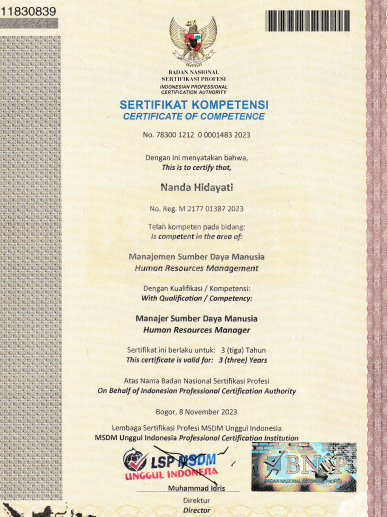 11830839
BADAN NASIONAL
SERTIFIKASI PROFESI
INDONESIAN PROFESSIONAL
CERTIFICATION AUTHORITY
SERTIFIKAT KOMPETENSI
CERTIFICATE OF COMPETENCE
No. 78300 1212 0 0001483 2023
Dengan ini menyatakan bahwa,
This is to certify that,
Nanda Hidayati
No. Reg. M 2177 01387 2023
Telah kompeten pada bidang:
Is competent in the area of:
Manajemen Sumber Daya Manusia
Human Resources Management
Dengan Kualifikasi / Kompetensi:
With Qualification / Competency:
Manajer Sumber Daya Manusia
Human Resources Manager
Sertifikat ini berlaku untuk: 3 (tiga) Tahun
This certificate is valid for: 3 (three) Years
Atas Nama Badan Nasional Sertifikasi Profesi
On Behalf of Indonesian Professional Certification Authority
Bogor, 8 November 2023
Lembaga Sertifikasi Profesi MSDM Unggul Indonesia
MSDM Unggul Indonesia Professional Certification Institution
LSP MSDM
UNGGUL INDONESIA
BNSP
BADAN NASIONAL SERTIFIKASI PROFESI
Muhammad Idris
Direktur
Director